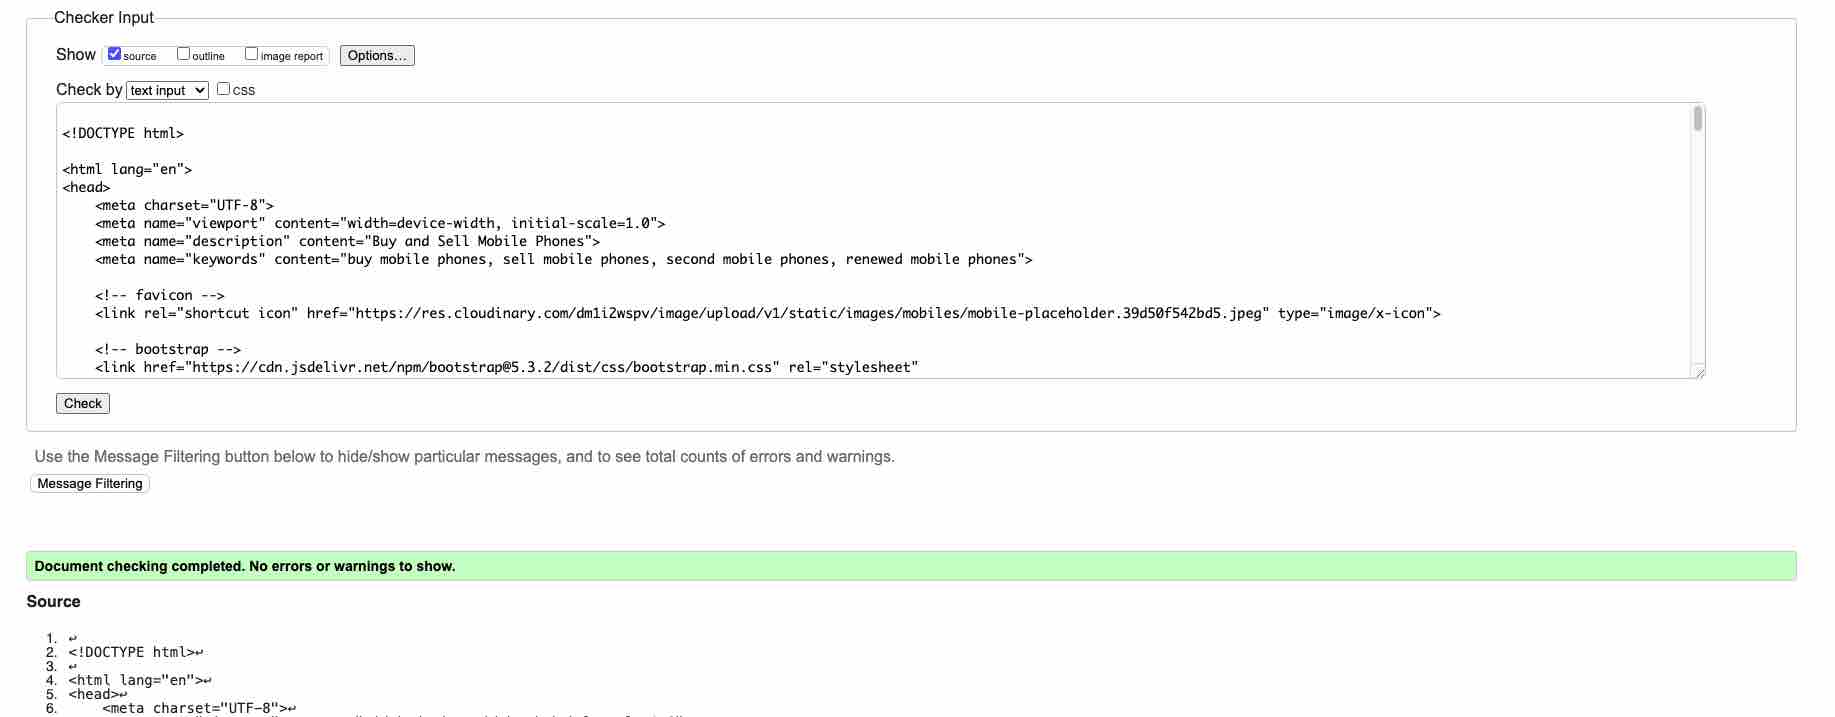 Checker Input
Show source outline image report Options...
Check by text input css
<!DOCTYPE html>
<html lang="en">
<head>
<meta charset="UTF-8">
<meta name="viewport" content="width=device-width, initial-scale=1.0">
<meta name="description" content="Buy and Sell Mobile Phones">
<meta name="keywords" content="buy mobile phones, sell mobile phones, second mobile phones, renewed mobile phones">
<!-- favicon -->
<link rel="shortcut icon" href="https://res.cloudinary.com/dm1i2wspv/image/upload/v1/static/images/mobiles/mobile-placeholder.39d50f542bd5.jpeg" type="image/x-icon">
<!-- bootstrap -->
<link href="https://cdn.jsdelivr.net/npm/bootstrap@5.3.2/dist/css/bootstrap.min.css" rel="stylesheet"
Check
Use the Message Filtering button below to hide/show particular messages, and to see total counts of errors and warnings.
Message Filtering
Document checking completed. No errors or warnings to show.
Source
1. ↩
2. <!DOCTYPE html>↩
3. ↩
4. <html lang="en">↩
5. <head>↩
6. <meta charset="UTF-8">↩